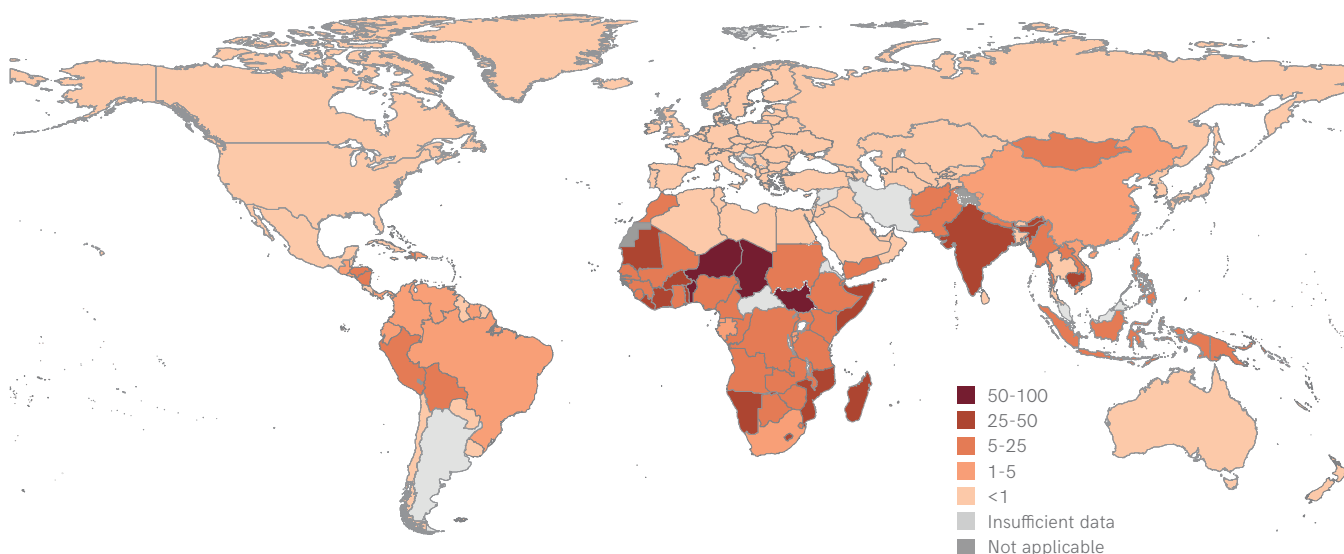 50-100
25-50
5-25
1-5
<1
Insufficient data
Not applicable